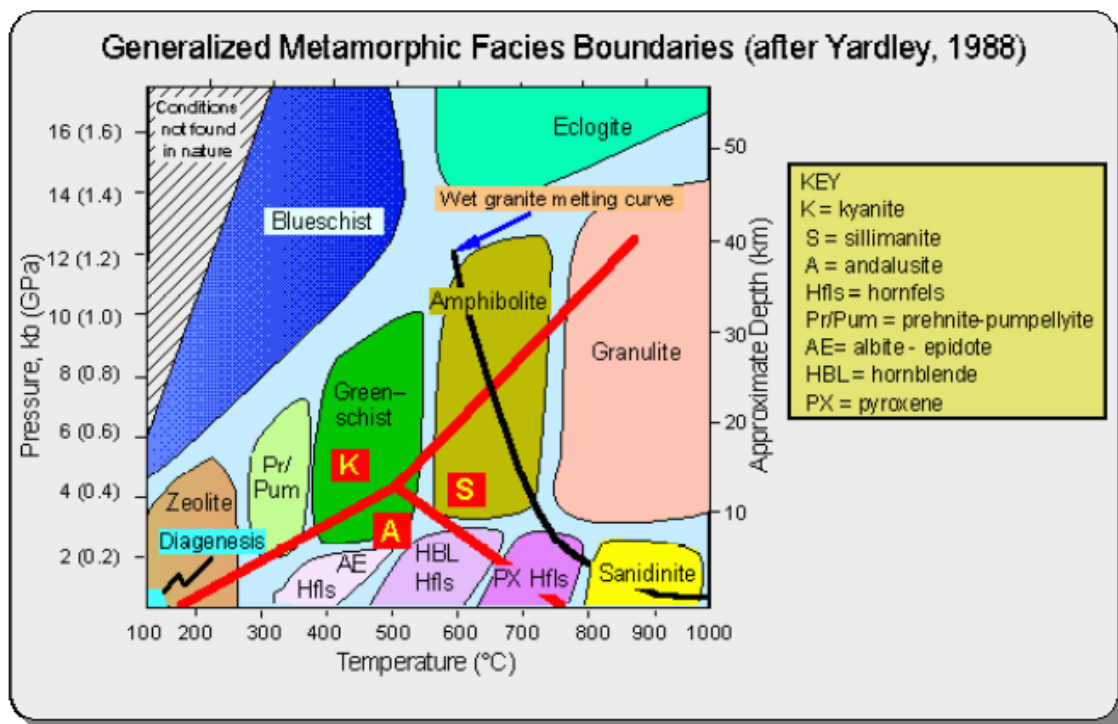 Generalized Metamorphic Facies Boundaries (after Yardley, 1988)
Conditions
not found
in nature
16 (1.6)
14 (1.4)
12 (1.2)
10 (1.0)
8 (0.8)
6 (0.6)
4 (0.4)
2 (0.2)
Pressure, kb (GPa)
Eclogite
Wet granite melting curve
Blueschist
Amphibolite
Granulite
Green–
schist
Pr/
Pum
Zeolite
K
S
A
Diagenesis
AE
Hfls
HBL
Hfls
PX Hfls
Sanidinite
50
40
30
20
10
Approximate Depth (km)
100 200 300 400 500 600 700 800 900 1000
Temperature (°C)
KEY
K = kyanite
S = sillimanite
A = andalusite
Hfls = hornfels
Pr/Pum = prehnite-pumpellyite
AE= albite - epidote
HBL = hornblende
PX = pyroxene